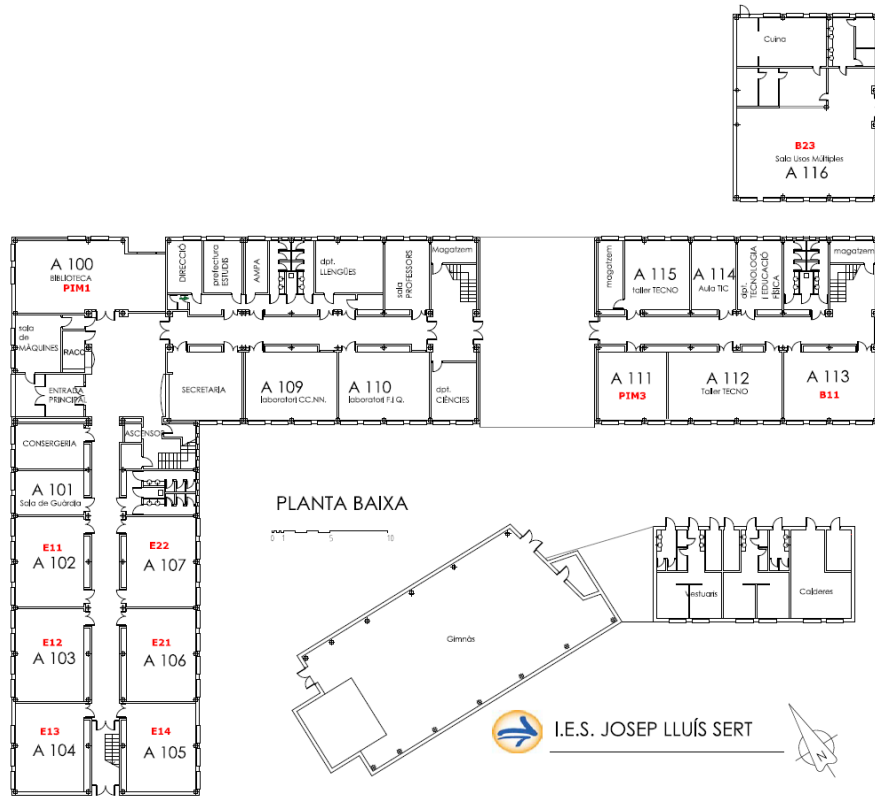 Cuina
B23
Sala Usos Múltiples
A 116
A 100
BIBLIOTECA
PIM1
DIRECCIÓ
prefectura
ESTUDIS
AMPA
dpt.
LLENGÜES
sala
PROFESSORS
Magatzem
magatzem
A 115
taller TECNO
A 114
Aula TIC
dpt.
TECNOLOGIA
I EDUCACIÓ
FÍSICA
magatzem
sala
de
MÀQUINES
RACO
ENTRADA
PRINCIPAL
SECRETARIA
A 109
laboratori CC.NN.
A 110
laboratori F.I Q.
dpt.
CIÈNCIES
A 111
PIM3
A 112
Taller TECNO
A 113
B11
CONSERGERIA
ASCENSOR
A 101
Sala de Guàrdia
PLANTA BAIXA
0 1 5 10
E11
A 102
E22
A 107
E12
A 103
E21
A 106
E13
A 104
E14
A 105
Gimnàs
Vestuaris
Calderes
I.E.S. JOSEP LLUÍS SERT
N